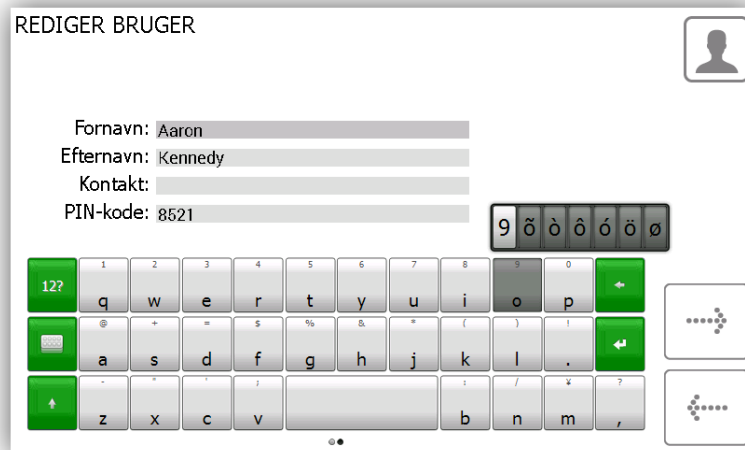 REDIGER BRUGER
Fornavn: Aaron
Efternavn: Kennedy
Kontakt:
PIN-kode: 8521
9 õ ò ô ó ö ø
12? 1 q 2 w 3 e 4 r 5 t 6 y 7 u 8 i 9 o 0 p
@ a + s = d $ f % g & h * j ( k ) l ! .
- z " x ' c ; v : b / n ¥ m ? ,